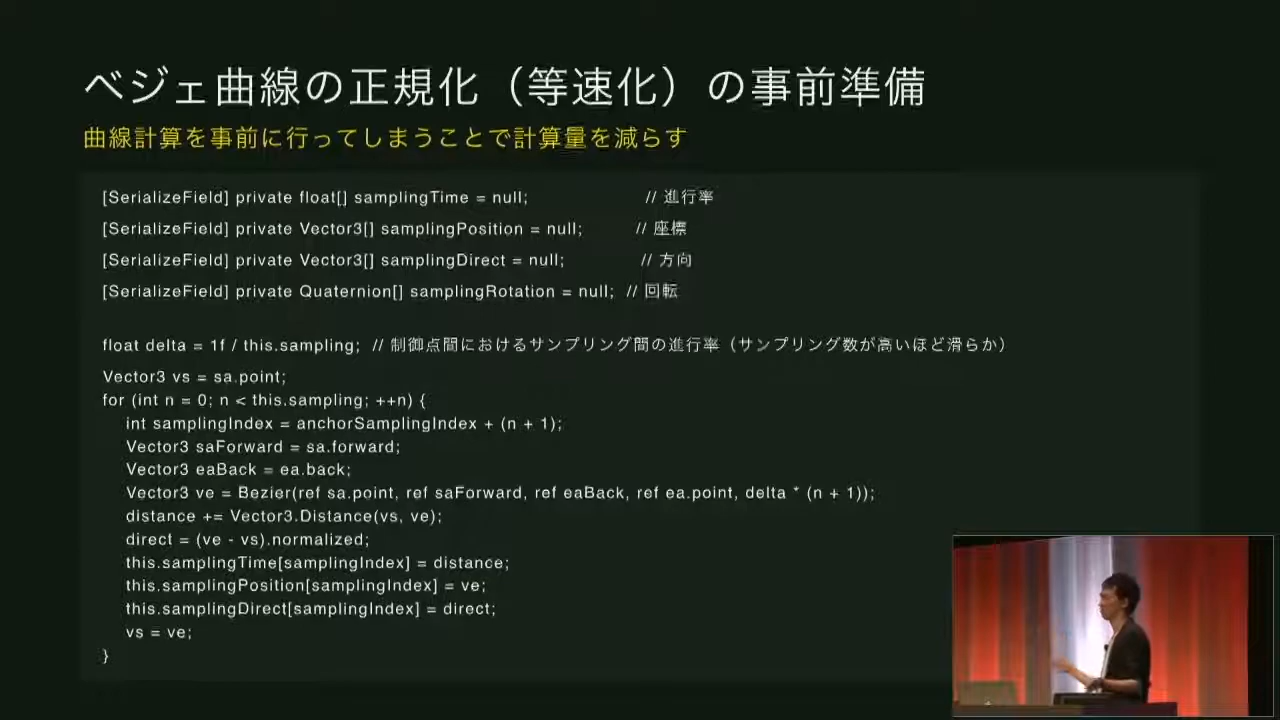 ベジェ曲線の正規化（等速化）の事前準備
曲線計算を事前に行ってしまうことで計算量を減らす
[SerializeField] private float[] samplingTime = null; // 進行率
[SerializeField] private Vector3[] samplingPosition = null; // 座標
[SerializeField] private Vector3[] samplingDirect = null; // 方向
[SerializeField] private Quaternion[] samplingRotation = null; // 回転
float delta = 1f / this.sampling; // 制御点間におけるサンプリング間の進行率（サンプリング数が高いほど滑らか）
Vector3 vs = sa.point;
for (int n = 0; n < this.sampling; ++n) {
int samplingIndex = anchorSamplingIndex + (n + 1);
Vector3 saForward = sa.forward;
Vector3 eaBack = ea.back;
Vector3 ve = Bezier(ref sa.point, ref saForward, ref eaBack, ref ea.point, delta * (n + 1));
distance += Vector3.Distance(vs, ve);
direct = (ve - vs).normalized;
this.samplingTime[samplingIndex] = distance;
this.samplingPosition[samplingIndex] = ve;
this.samplingDirect[samplingIndex] = direct;
vs = ve;
}